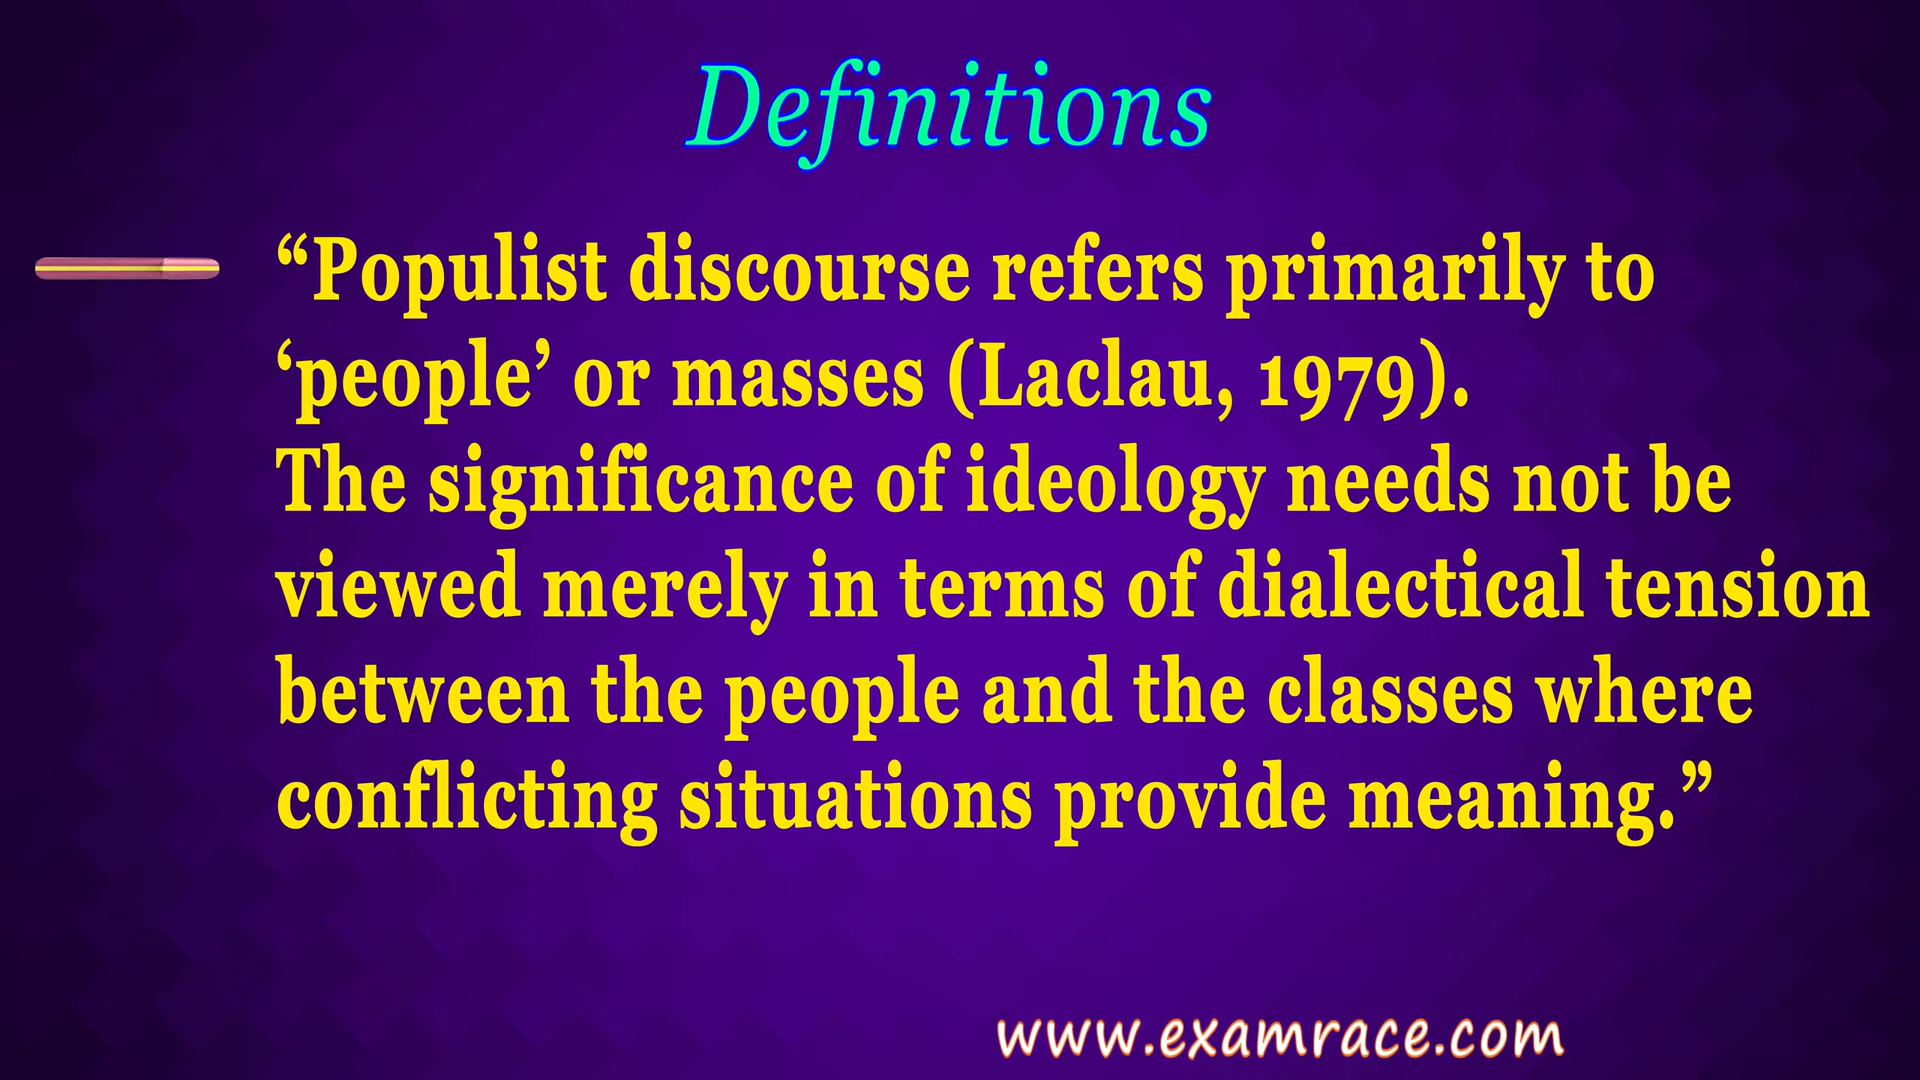 Definitions
“Populist discourse refers primarily to
‘people’ or masses (Laclau, 1979).
The significance of ideology needs not be
viewed merely in terms of dialectical tension
between the people and the classes where
conflicting situations provide meaning.”
www.examrace.com